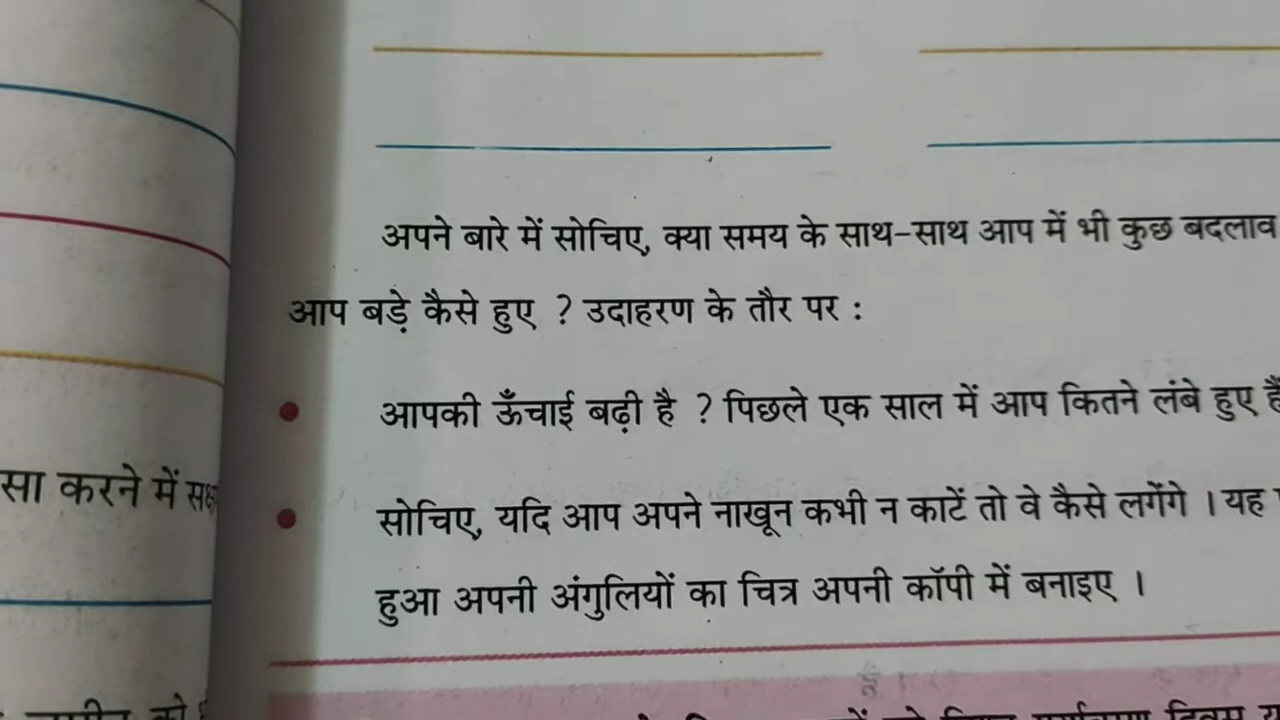 अपने बारे में सोचिए, क्या समय के साथ-साथ आप में भी कुछ बदलाव
आप बड़े कैसे हुए ? उदाहरण के तौर पर :
आपकी ऊँचाई बढ़ी है ? पिछले एक साल में आप कितने लंबे हुए हैं
सोचिए, यदि आप अपने नाखून कभी न काटें तो वे कैसे लगेंगे । यह
हुआ अपनी अंगुलियों का चित्र अपनी कॉपी में बनाइए ।
सा करने में